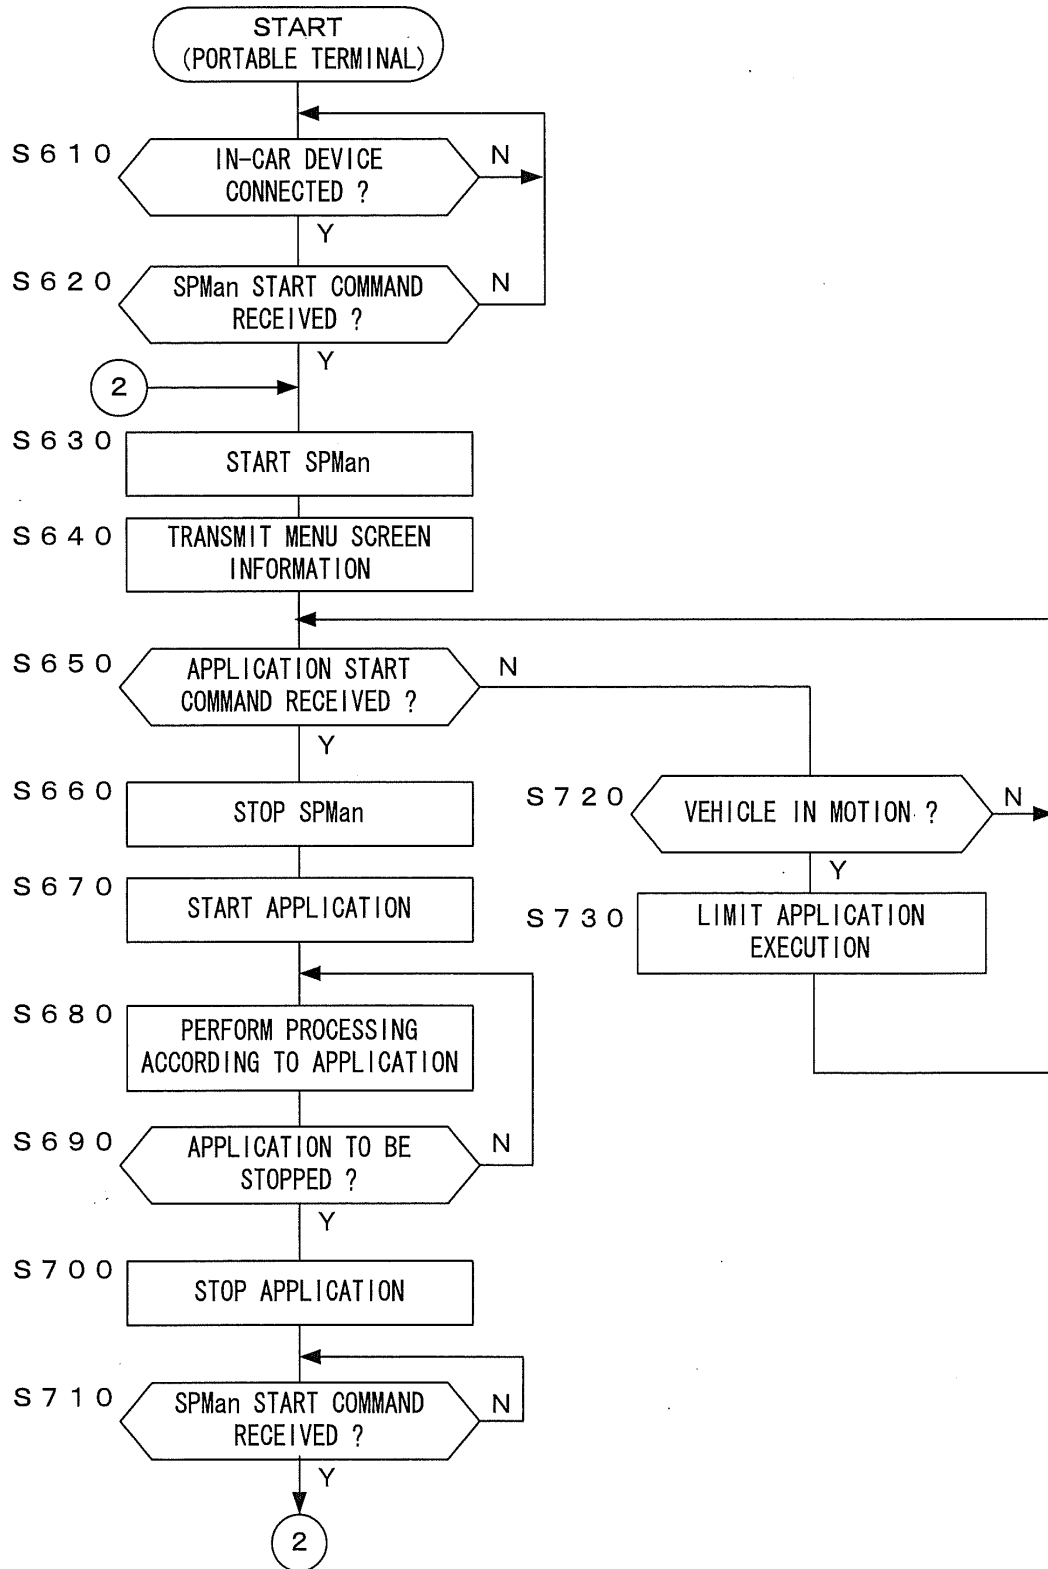 START
(PORTABLE TERMINAL)
S610
IN-CAR DEVICE
CONNECTED ?
N
Y
S620
SPMan START COMMAND
RECEIVED ?
N
Y
2
S630
START SPMan
S640
TRANSMIT MENU SCREEN
INFORMATION
S650
APPLICATION START
COMMAND RECEIVED ?
N
Y
S660
STOP SPMan
S720
VEHICLE IN MOTION ?
N
Y
S670
START APPLICATION
S730
LIMIT APPLICATION
EXECUTION
S680
PERFORM PROCESSING
ACCORDING TO APPLICATION
S690
APPLICATION TO BE
STOPPED ?
N
Y
S700
STOP APPLICATION
S710
SPMan START COMMAND
RECEIVED ?
N
Y
2